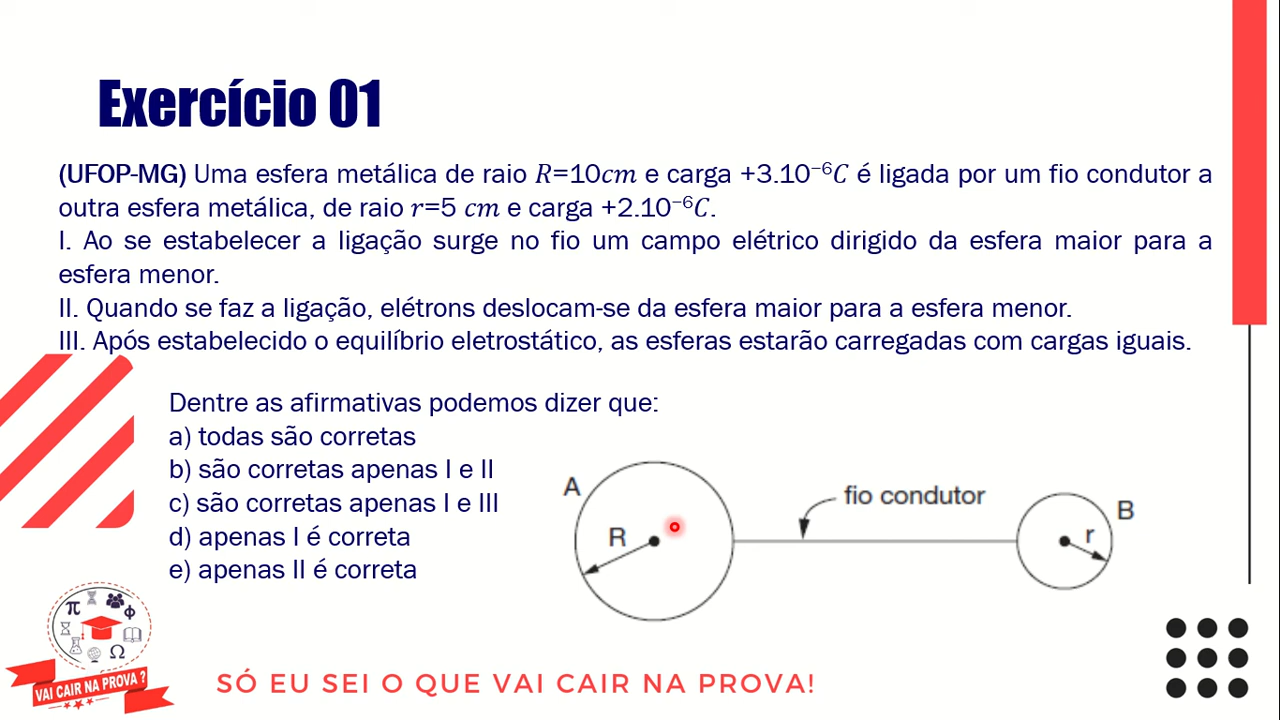 Exercício 01
(UFOP-MG) Uma esfera metálica de raio R=10cm e carga +3.10⁻⁶C é ligada por um fio condutor a
outra esfera metálica, de raio r=5 cm e carga +2.10⁻⁶C.
I. Ao se estabelecer a ligação surge no fio um campo elétrico dirigido da esfera maior para a
esfera menor.
II. Quando se faz a ligação, elétrons deslocam-se da esfera maior para a esfera menor.
III. Após estabelecido o equilíbrio eletrostático, as esferas estarão carregadas com cargas iguais.
Dentre as afirmativas podemos dizer que:
a) todas são corretas
b) são corretas apenas I e II
c) são corretas apenas I e III
d) apenas I é correta
e) apenas II é correta
A
R
fio condutor
B
r
π
Φ
Ω
VAI CAIR NA PROVA ?
SÓ EU SEI O QUE VAI CAIR NA PROVA!